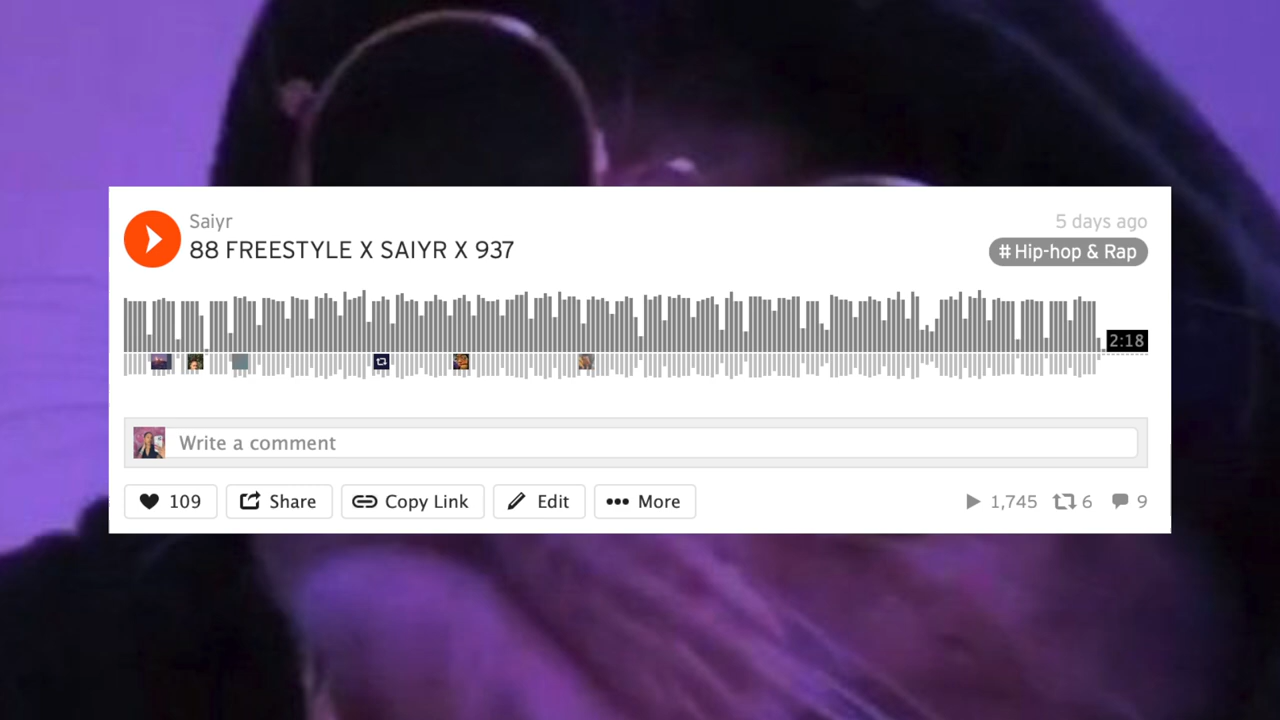 Saiyr
5 days ago
88 FREESTYLE X SAIYR X 937
# Hip-hop & Rap
2:18
Write a comment
109
Share
Copy Link
Edit
More
1,745
6
9